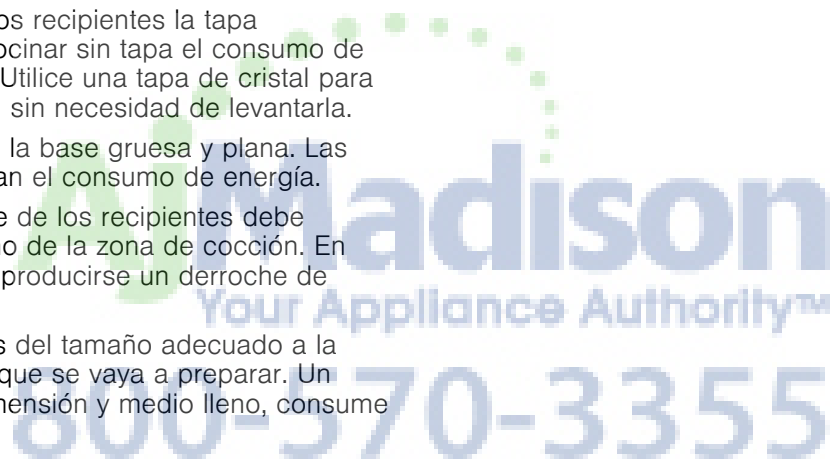 os recipientes la tapa
ocinar sin tapa el consumo de
Utilice una tapa de cristal para
sin necesidad de levantarla.
la base gruesa y plana. Las
an el consumo de energía.
e de los recipientes debe
o de la zona de cocción. En
producirse un derroche de
s del tamaño adecuado a la
que se vaya a preparar. Un
mensión y medio lleno, consume
AjMadison
Your Appliance Authority™
800-570-3355